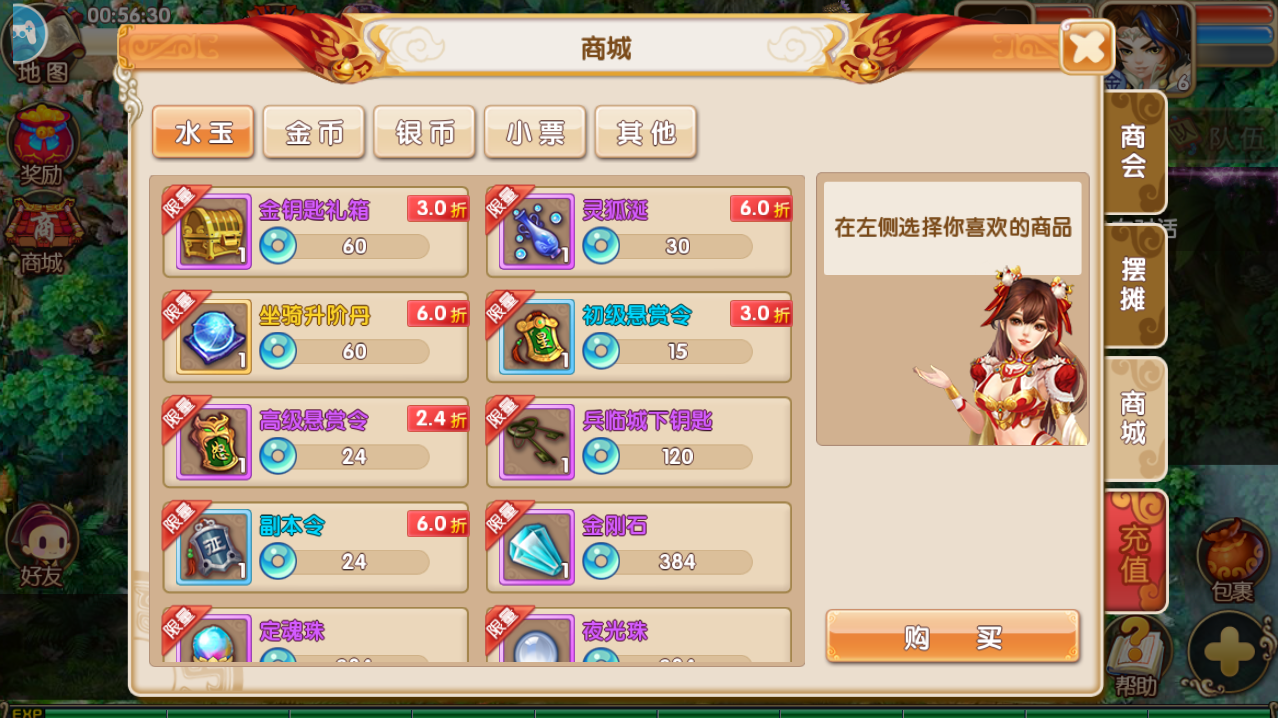 00:56:30
地图
奖励
商
商城
好友
EXP
商城
水玉
金币
银币
小票
其他
限量
金钥匙礼箱
3.0折
1
60
限量
灵狐涎
6.0折
1
30
限量
坐骑升阶丹
6.0折
1
60
限量
初级悬赏令
3.0折
1
15
限量
高级悬赏令
2.4折
1
24
限量
兵临城下钥匙
1
120
限量
副本令
6.0折
1
24
限量
金刚石
1
384
限量
定魂珠
限量
夜光珠
在左侧选择你喜欢的商品
购买
商会
摆摊
商城
充值
金
6
队伍
包裹
帮助